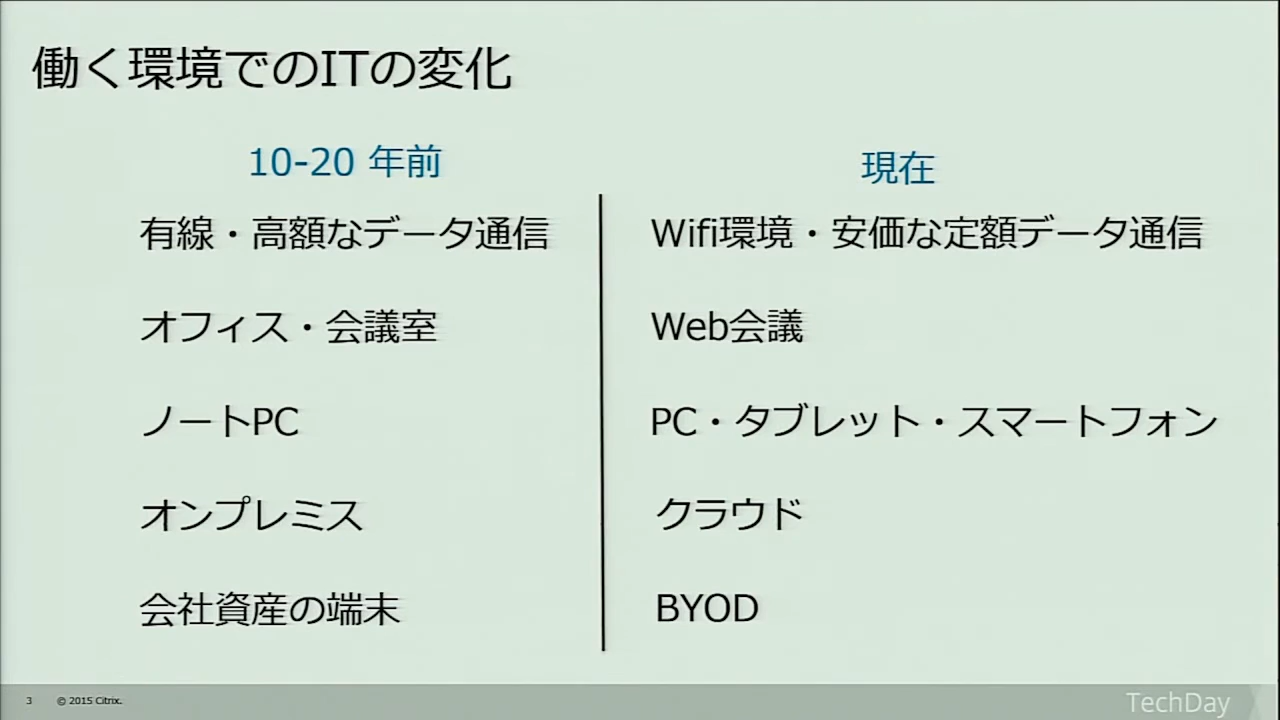 働く環境でのITの変化
10-20 年前
現在
有線・高額なデータ通信
Wifi環境・安価な定額データ通信
オフィス・会議室
Web会議
ノートPC
PC・タブレット・スマートフォン
オンプレミス
クラウド
会社資産の端末
BYOD
3 © 2015 Citrix.
TechDay